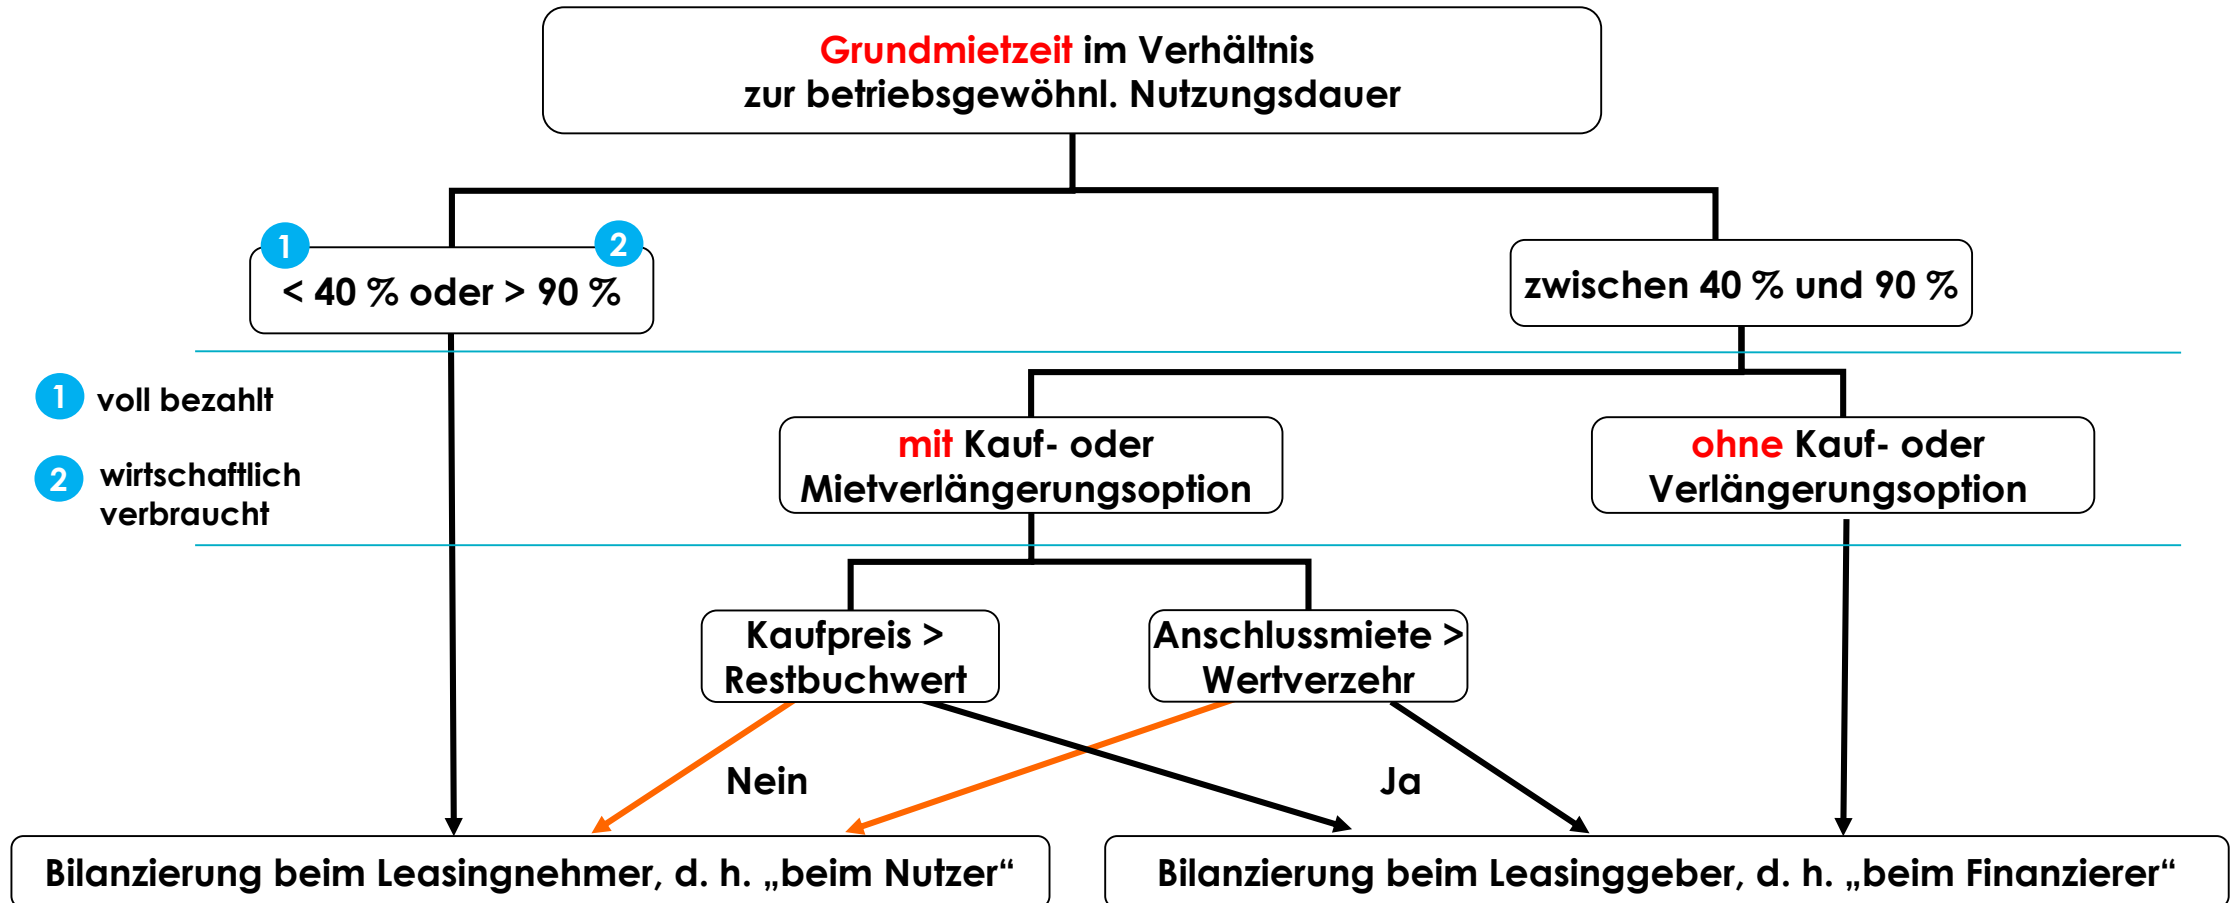 Grundmietzeit im Verhältnis
zur betriebsgewöhnl. Nutzungsdauer
1
2
< 40 % oder > 90 %
zwischen 40 % und 90 %
1 voll bezahlt
2 wirtschaftlich
verbraucht
mit Kauf- oder
Mietverlängerungsoption
ohne Kauf- oder
Verlängerungsoption
Kaufpreis >
Restbuchwert
Anschlussmiete >
Wertverzehr
Nein
Ja
Bilanzierung beim Leasingnehmer, d. h. „beim Nutzer“
Bilanzierung beim Leasinggeber, d. h. „beim Finanzierer“